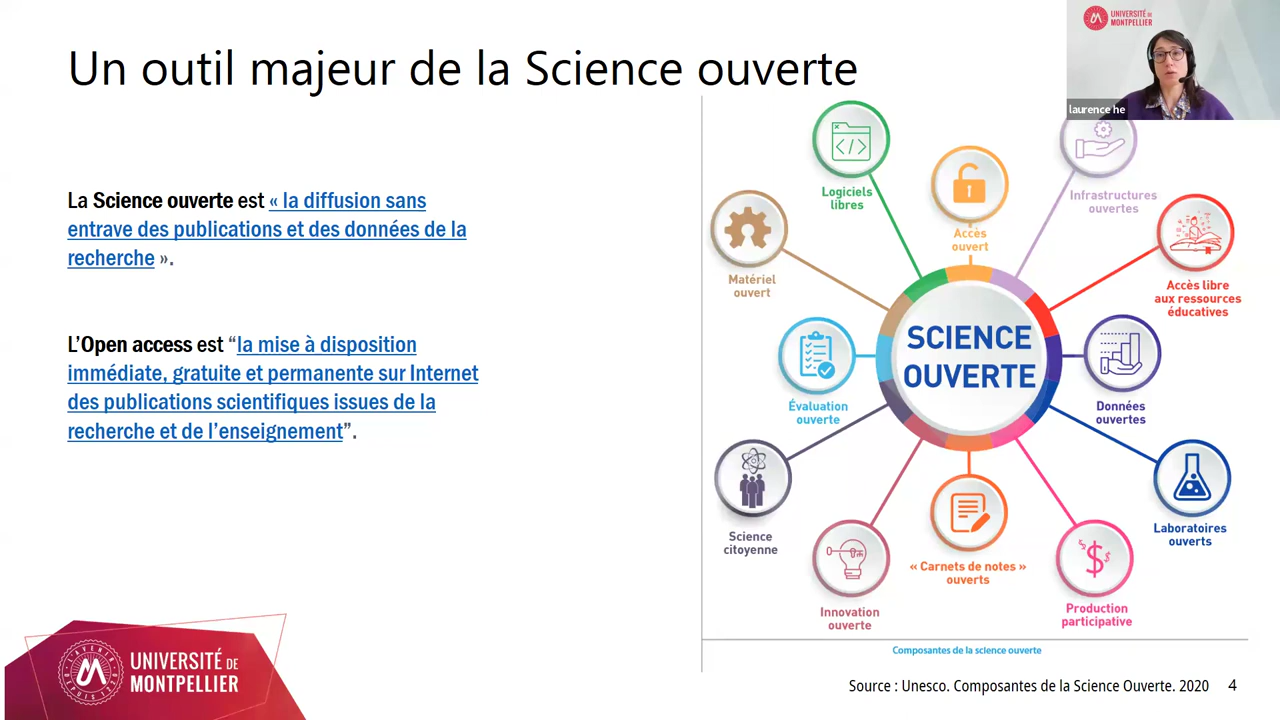 Un outil majeur de la Science ouverte
UNIVERSITÉ DE
MONTPELLIER
laurence he
La Science ouverte est « la diffusion sans
entrave des publications et des données de la
recherche ».
L’Open access est “la mise à disposition
immédiate, gratuite et permanente sur Internet
des publications scientifiques issues de la
recherche et de l’enseignement”.
Logiciels
libres
Accès
ouvert
Infrastructures
ouvertes
Matériel
ouvert
Accès libre
aux ressources
éducatives
SCIENCE
OUVERTE
Évaluation
ouverte
Données
ouvertes
Science
citoyenne
Laboratoires
ouverts
« Carnets de notes »
ouverts
Innovation
ouverte
Production
participative
Composantes de la science ouverte
UNIVERSITÉ DE
MONTPELLIER
Source : Unesco. Composantes de la Science Ouverte. 2020 4